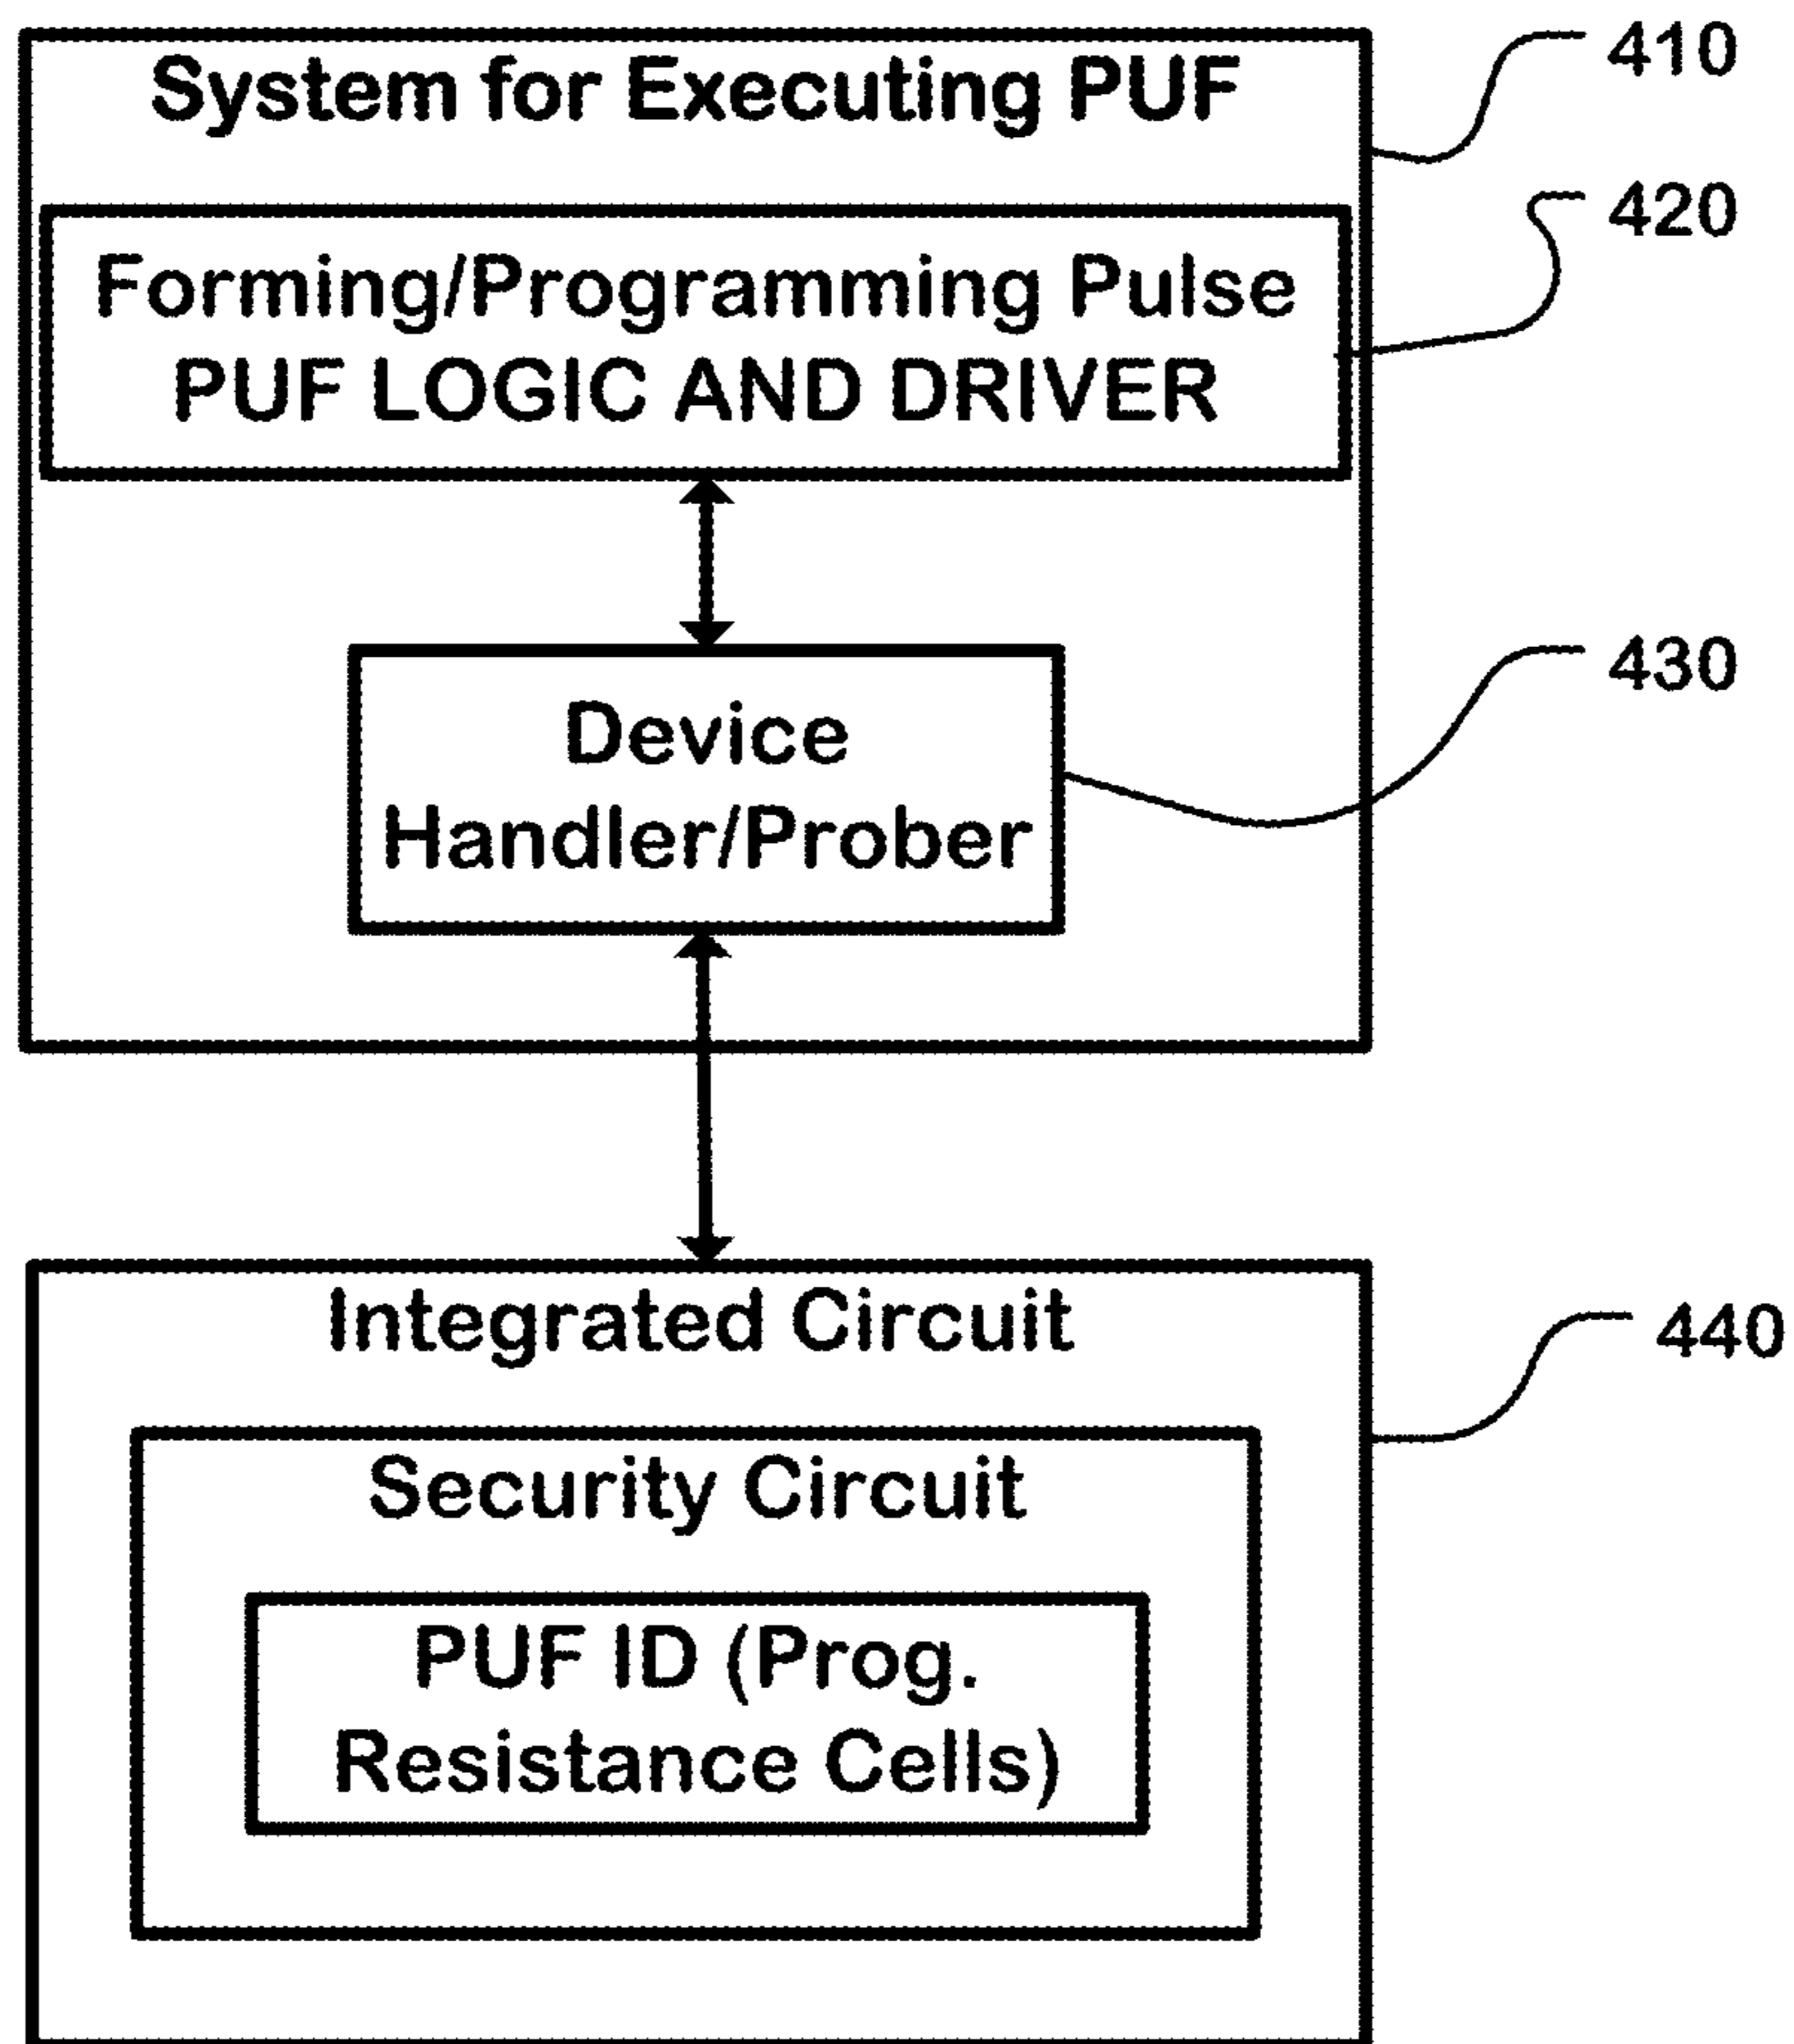 System for Executing PUF
410
Forming/Programming Pulse
PUF LOGIC AND DRIVER
420
Device
Handler/Prober
430
Integrated Circuit
440
Security Circuit
PUF ID (Prog.
Resistance Cells)